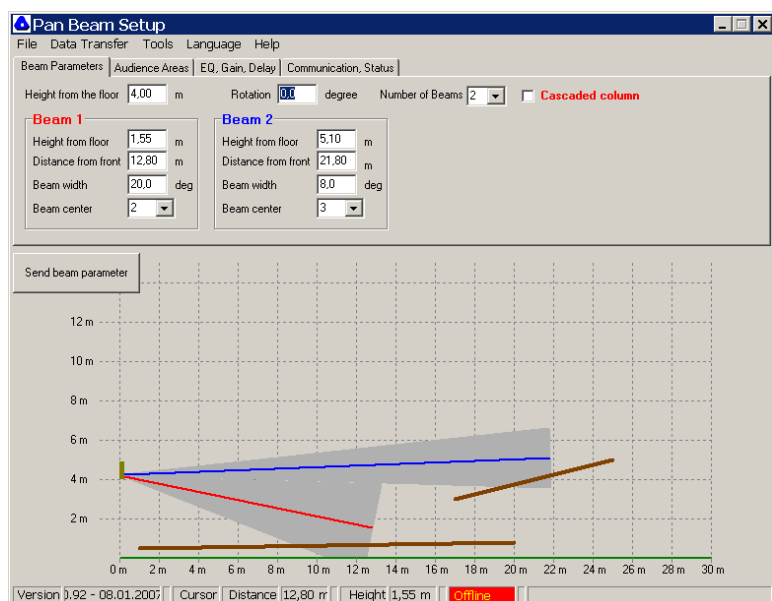 Pan Beam Setup
File Data Transfer Tools Language Help
Beam Parameters Audience Areas EQ, Gain, Delay Communication, Status
Height from the floor 4,00 m Rotation 0,0 degree Number of Beams 2 Cascaded column
Beam 1 Beam 2
Height from floor 1,55 m Height from floor 5,10 m
Distance from front 12,80 m Distance from front 21,80 m
Beam width 20,0 deg Beam width 8,0 deg
Beam center 2 Beam center 3
Send beam parameter
12 m
10 m
8 m
6 m
4 m
2 m
0 m 2 m 4 m 6 m 8 m 10 m 12 m 14 m 16 m 18 m 20 m 22 m 24 m 26 m 28 m 30 m
Version 0.92 - 08.01.2007 Cursor Distance 12,80 m Height 1,55 m Offline